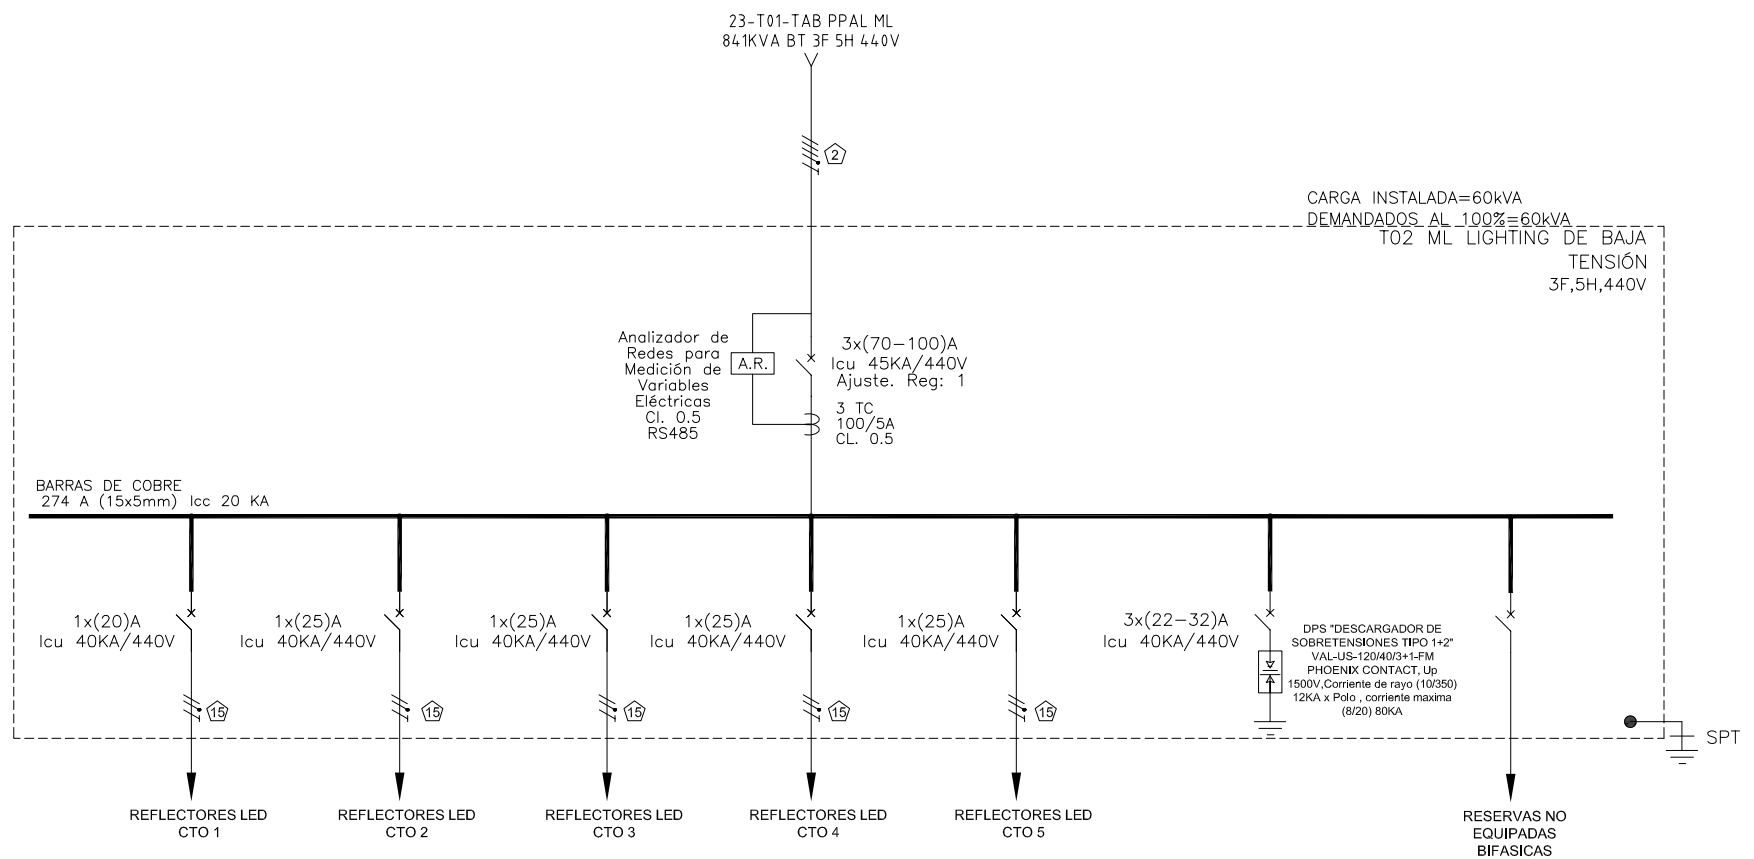 23-T01-TAB PPAL ML
841KVA BT 3F 5H 440V
2
CARGA INSTALADA=60kVA
DEMANDADOS AL 100%=60kVA
T02 ML LIGHTING DE BAJA
TENSIÓN
3F,5H,440V
Analizador de
Redes para
Medición de
Variables
Eléctricas
Cl. 0.5
RS485
A.R.
3x(70-100)A
Icu 45KA/440V
Ajuste. Reg: 1
3 TC
100/5A
CL. 0.5
BARRAS DE COBRE
274 A (15x5mm) Icc 20 KA
1x(20)A
Icu 40KA/440V
1x(25)A
Icu 40KA/440V
1x(25)A
Icu 40KA/440V
1x(25)A
Icu 40KA/440V
1x(25)A
Icu 40KA/440V
3x(22-32)A
Icu 40KA/440V
DPS "DESCARGADOR DE
SOBRETENSIONES TIPO 1+2"
VAL-US-120/40/3+1-FM
PHOENIX CONTACT, Up
1500V,Corriente de rayo (10/350)
12KA x Polo , corriente maxima
(8/20) 80KA
15
15
15
15
15
SPT
REFLECTORES LED
CTO 1
REFLECTORES LED
CTO 2
REFLECTORES LED
CTO 3
REFLECTORES LED
CTO 4
REFLECTORES LED
CTO 5
RESERVAS NO
EQUIPADAS
BIFASICAS